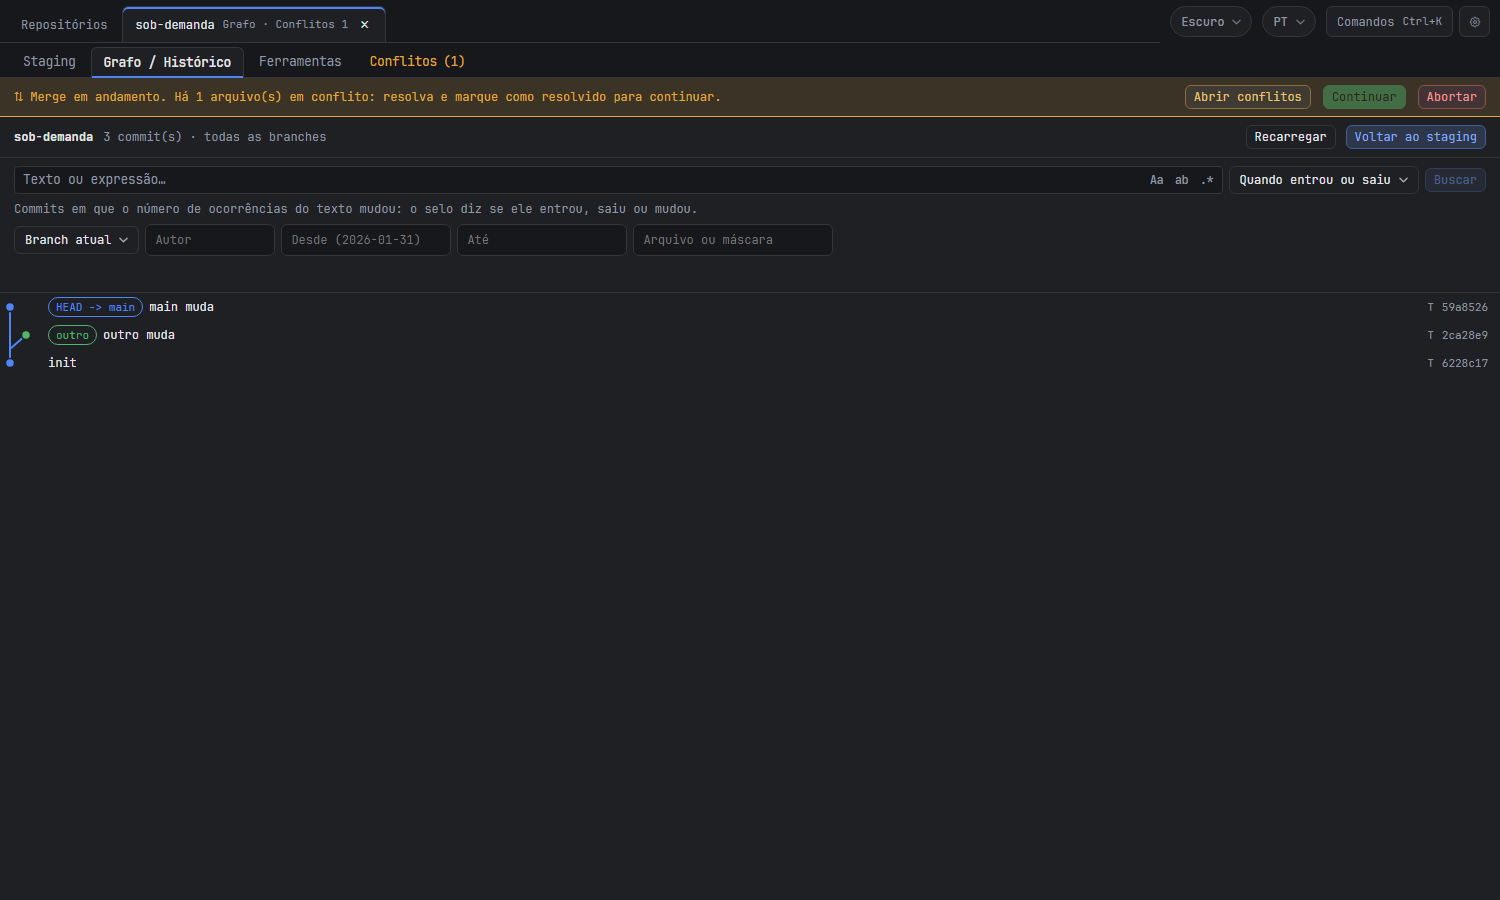 Repositórios sob-demanda Grafo · Conflitos 1 × Escuro PT Comandos Ctrl+K
Staging Grafo / Histórico Ferramentas Conflitos (1)
⇅ Merge em andamento. Há 1 arquivo(s) em conflito: resolva e marque como resolvido para continuar. Abrir conflitos Continuar Abortar
sob-demanda 3 commit(s) · todas as branches Recarregar Voltar ao staging
Texto ou expressão… Aa ab .* Quando entrou ou saiu Buscar
Commits em que o número de ocorrências do texto mudou: o selo diz se ele entrou, saiu ou mudou.
Branch atual Autor Desde (2026-01-31) Até Arquivo ou máscara
HEAD -> main main muda T 59a8526
outro outro muda T 2ca28e9
init T 6228c17